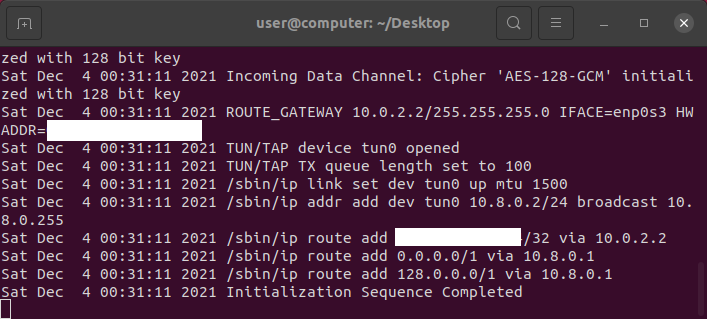 user@computer: ~/Desktop
zed with 128 bit key
Sat Dec  4 00:31:11 2021 Incoming Data Channel: Cipher 'AES-128-GCM' initiali
zed with 128 bit key
Sat Dec  4 00:31:11 2021 ROUTE_GATEWAY 10.0.2.2/255.255.255.0 IFACE=enp0s3 HW
ADDR=
Sat Dec  4 00:31:11 2021 TUN/TAP device tun0 opened
Sat Dec  4 00:31:11 2021 TUN/TAP TX queue length set to 100
Sat Dec  4 00:31:11 2021 /sbin/ip link set dev tun0 up mtu 1500
Sat Dec  4 00:31:11 2021 /sbin/ip addr add dev tun0 10.8.0.2/24 broadcast 10.
8.0.255
Sat Dec  4 00:31:11 2021 /sbin/ip route add /32 via 10.0.2.2
Sat Dec  4 00:31:11 2021 /sbin/ip route add 0.0.0.0/1 via 10.8.0.1
Sat Dec  4 00:31:11 2021 /sbin/ip route add 128.0.0.0/1 via 10.8.0.1
Sat Dec  4 00:31:11 2021 Initialization Sequence Completed